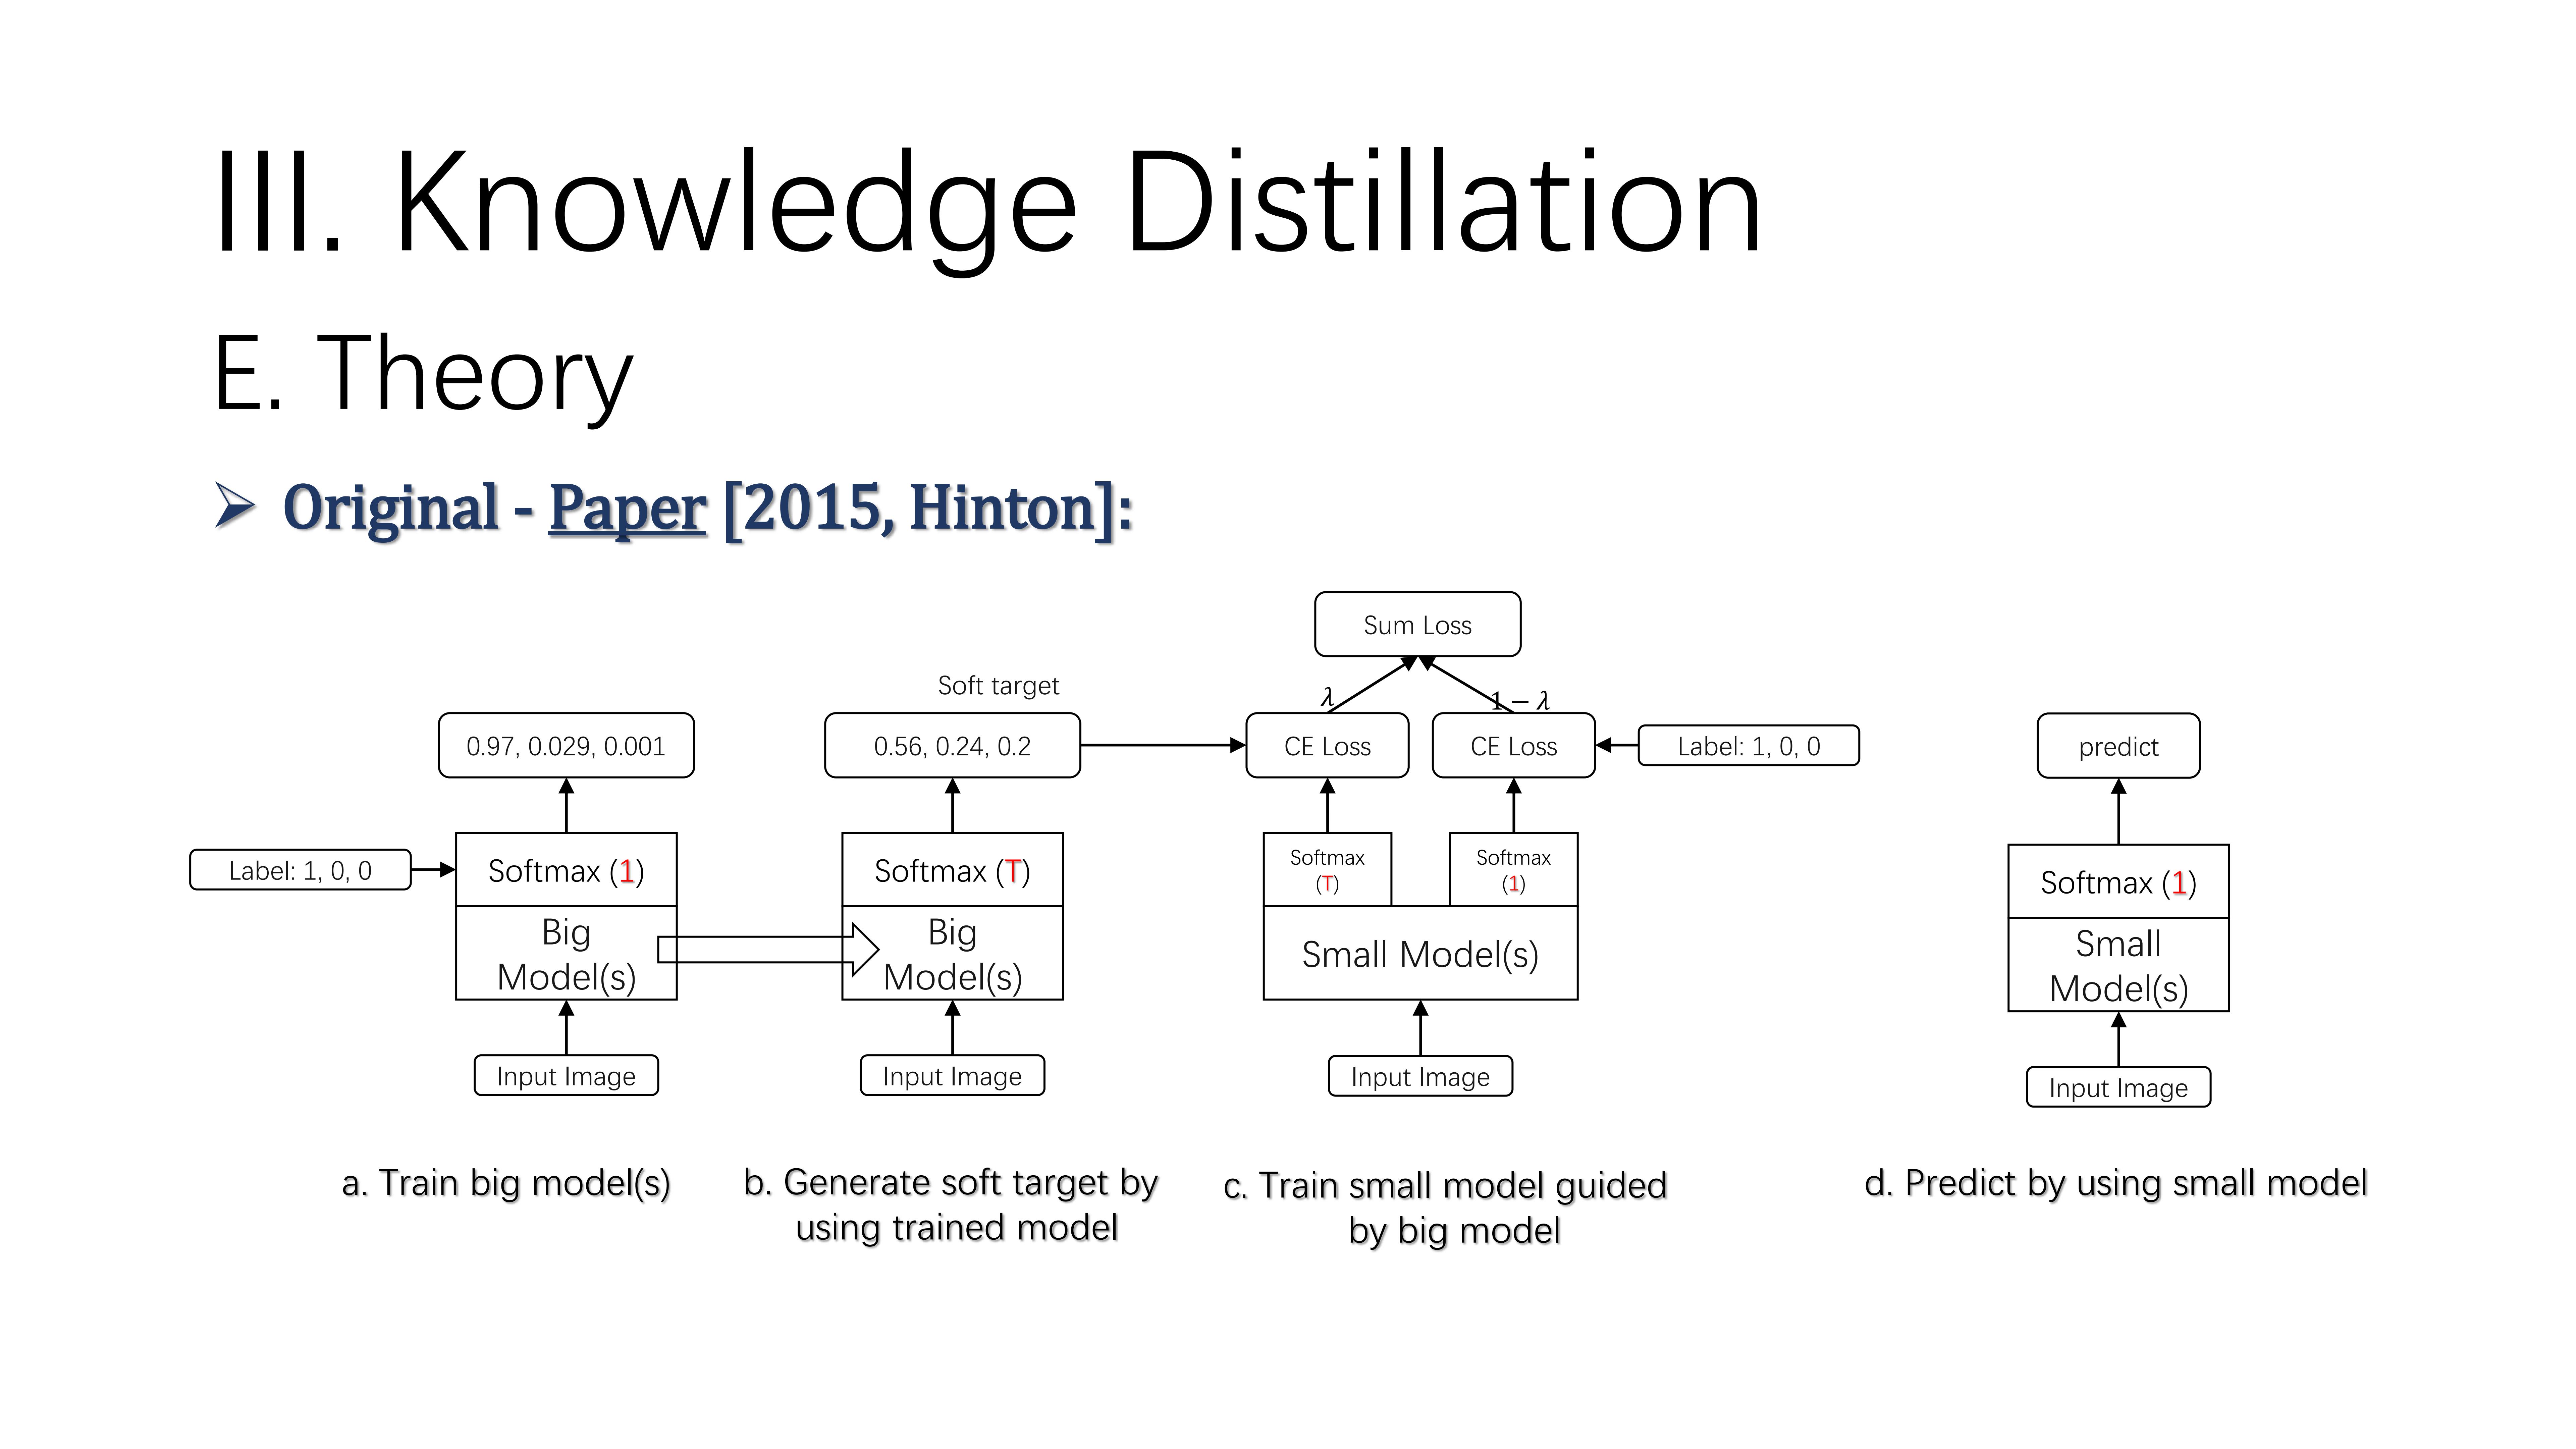 III. Knowledge Distillation
E. Theory
Original - Paper [2015, Hinton]:
Label: 1, 0, 0
0.97, 0.029, 0.001
Softmax (1)
Big
Model(s)
Input Image
a. Train big model(s)
Soft target
0.56, 0.24, 0.2
Softmax (T)
Big
Model(s)
Input Image
b. Generate soft target by
using trained model
Sum Loss
λ
1 − λ
CE Loss
CE Loss
Label: 1, 0, 0
Softmax
(T)
Softmax
(1)
Small Model(s)
Input Image
c. Train small model guided
by big model
predict
Softmax (1)
Small
Model(s)
Input Image
d. Predict by using small model